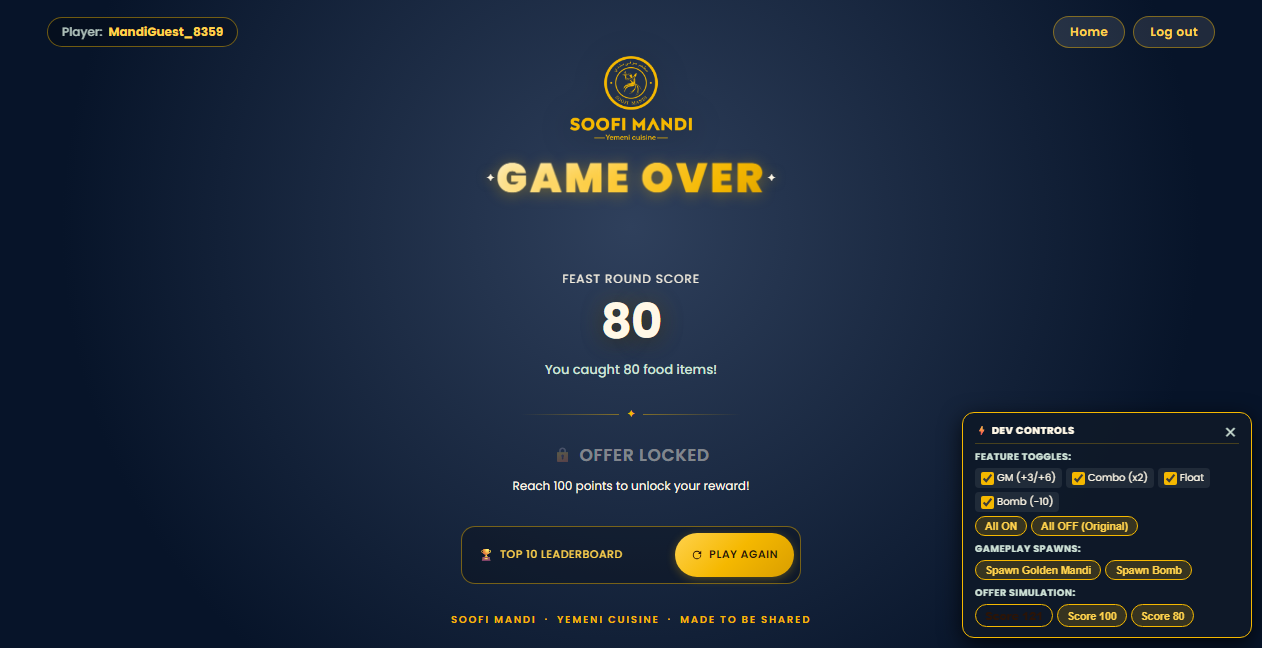 Player: MandiGuest_8359
Home
Log out
SOOFI MANDI
SOOFI MANDI
Yemeni cuisine
GAME OVER
FEAST ROUND SCORE
80
You caught 80 food items!
OFFER LOCKED
Reach 100 points to unlock your reward!
TOP 10 LEADERBOARD
PLAY AGAIN
SOOFI MANDI · YEMENI CUISINE · MADE TO BE SHARED
DEV CONTROLS
FEATURE TOGGLES:
GM (+3/+6)
Combo (x2)
Float
Bomb (-10)
All ON
All OFF (Original)
GAMEPLAY SPAWNS:
Spawn Golden Mandi
Spawn Bomb
OFFER SIMULATION:
Score 100
Score 80